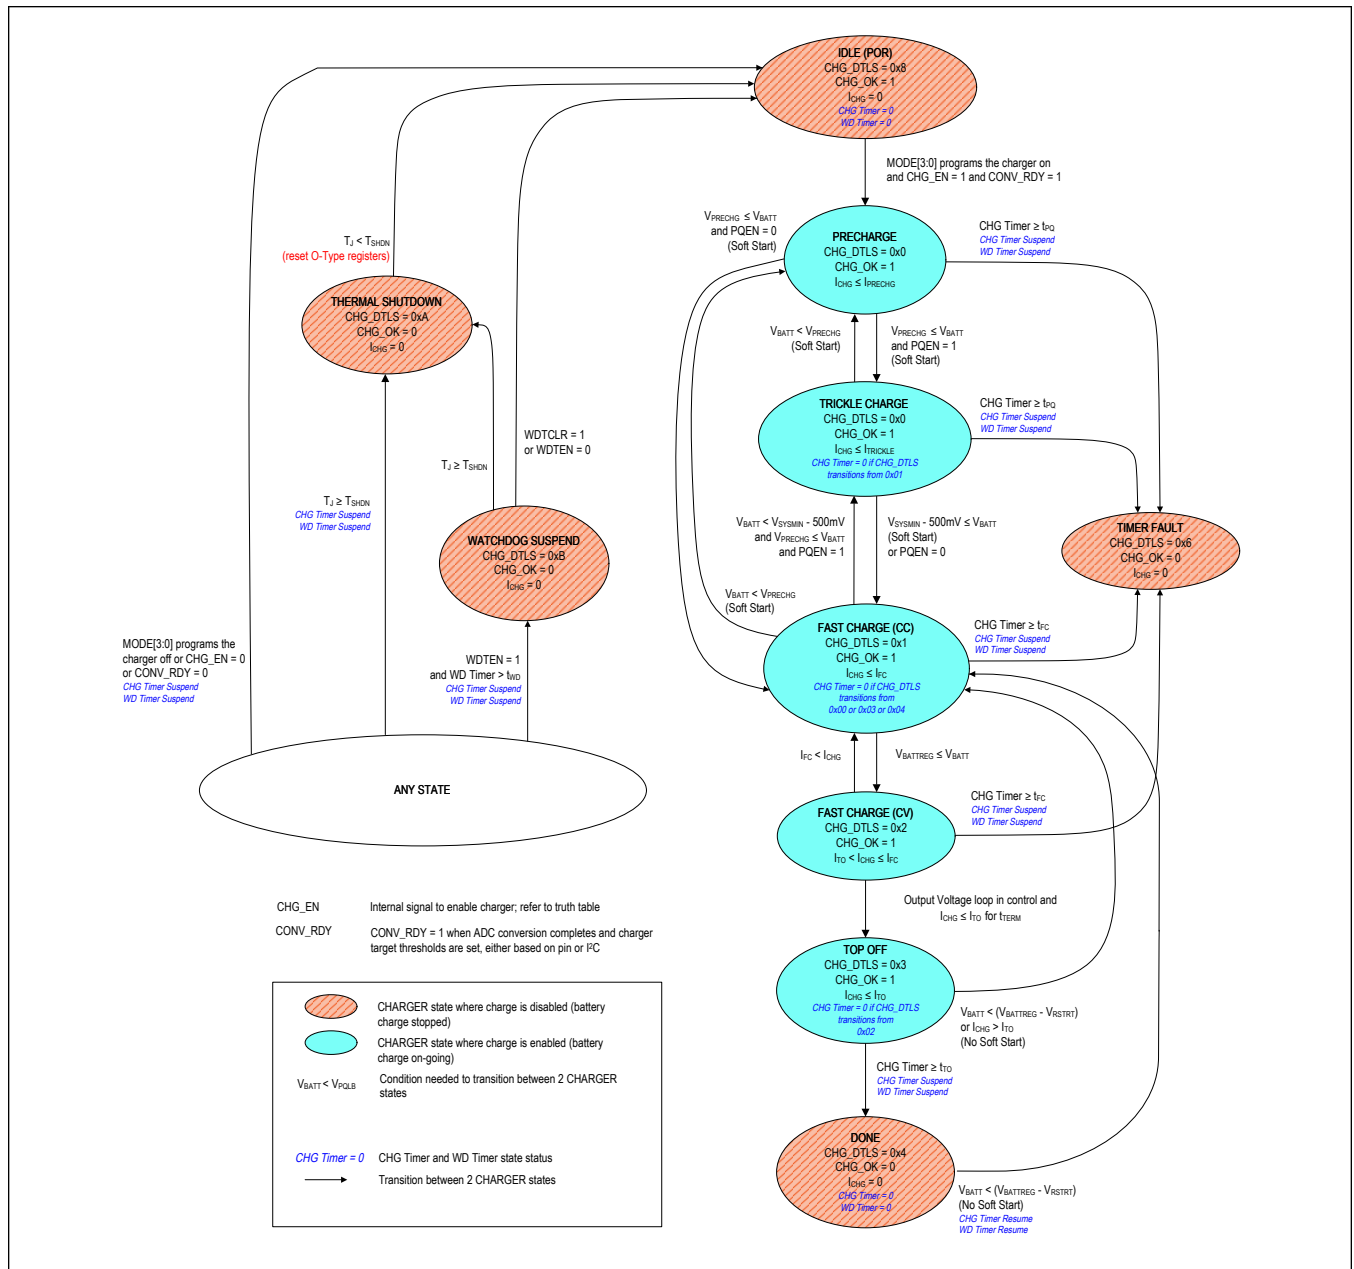 IDLE (POR)
CHG_DTLS = 0x8
CHG_OK = 1
ICHG = 0
CHG Timer = 0
WD Timer = 0
MODE[3:0] programs the charger on
and CHG_EN = 1 and CONV_RDY = 1
VPRECHG ≤ VBATT
and PQEN = 0
(Soft Start)
PRECHARGE
CHG_DTLS = 0x0
CHG_OK = 1
ICHG ≤ IPRECHG
CHG Timer ≥ tPQ
CHG Timer Suspend
WD Timer Suspend
TJ < TSHDN
(reset O-Type registers)
THERMAL SHUTDOWN
CHG_DTLS = 0xA
CHG_OK = 0
ICHG = 0
VBATT < VPRECHG
(Soft Start)
VPRECHG ≤ VBATT
and PQEN = 1
(Soft Start)
TRICKLE CHARGE
CHG_DTLS = 0x0
CHG_OK = 1
ICHG ≤ ITRICKLE
CHG Timer = 0 if CHG_DTLS
transitions from 0x01
CHG Timer ≥ tPQ
CHG Timer Suspend
WD Timer Suspend
WDTCLR = 1
or WDTEN = 0
TJ ≥ TSHDN
TJ ≥ TSHDN
CHG Timer Suspend
WD Timer Suspend
WATCHDOG SUSPEND
CHG_DTLS = 0xB
CHG_OK = 0
ICHG = 0
VBATT < VSYSMIN - 500mV
and VPRECHG ≤ VBATT
and PQEN = 1
VSYSMIN - 500mV ≤ VBATT
(Soft Start)
or PQEN = 0
TIMER FAULT
CHG_DTLS = 0x6
CHG_OK = 0
ICHG = 0
VBATT < VPRECHG
(Soft Start)
FAST CHARGE (CC)
CHG_DTLS = 0x1
CHG_OK = 1
ICHG ≤ IFC
CHG Timer = 0 if CHG_DTLS
transitions from
0x00 or 0x03 or 0x04
CHG Timer ≥ tFC
CHG Timer Suspend
WD Timer Suspend
MODE[3:0] programs the
charger off or CHG_EN = 0
or CONV_RDY = 0
CHG Timer Suspend
WD Timer Suspend
WDTEN = 1
and WD Timer > tWD
CHG Timer Suspend
WD Timer Suspend
IFC < ICHG
VBATTREG ≤ VBATT
ANY STATE
FAST CHARGE (CV)
CHG_DTLS = 0x2
CHG_OK = 1
ITO < ICHG ≤ IFC
CHG Timer ≥ tFC
CHG Timer Suspend
WD Timer Suspend
Output Voltage loop in control and
ICHG ≤ ITO for tTERM
CHG_EN Internal signal to enable charger; refer to truth table
CONV_RDY CONV_RDY = 1 when ADC conversion completes and charger
target thresholds are set, either based on pin or I²C
TOP OFF
CHG_DTLS = 0x3
CHG_OK = 1
ICHG ≤ ITO
CHG Timer = 0 if CHG_DTLS
transitions from
0x02
VBATT < (VBATTREG - VRSTRT)
or ICHG > ITO
(No Soft Start)
CHG Timer ≥ tTO
CHG Timer Suspend
WD Timer Suspend
DONE
CHG_DTLS = 0x4
CHG_OK = 0
ICHG = 0
CHG Timer = 0
WD Timer = 0
VBATT < (VBATTREG - VRSTRT)
(No Soft Start)
CHG Timer Resume
WD Timer Resume
CHARGER state where charge is disabled (battery
charge stopped)
CHARGER state where charge is enabled (battery
charge on-going)
VBATT < VPQLB Condition needed to transition between 2 CHARGER
states
CHG Timer = 0 CHG Timer and WD Timer state status
Transition between 2 CHARGER states